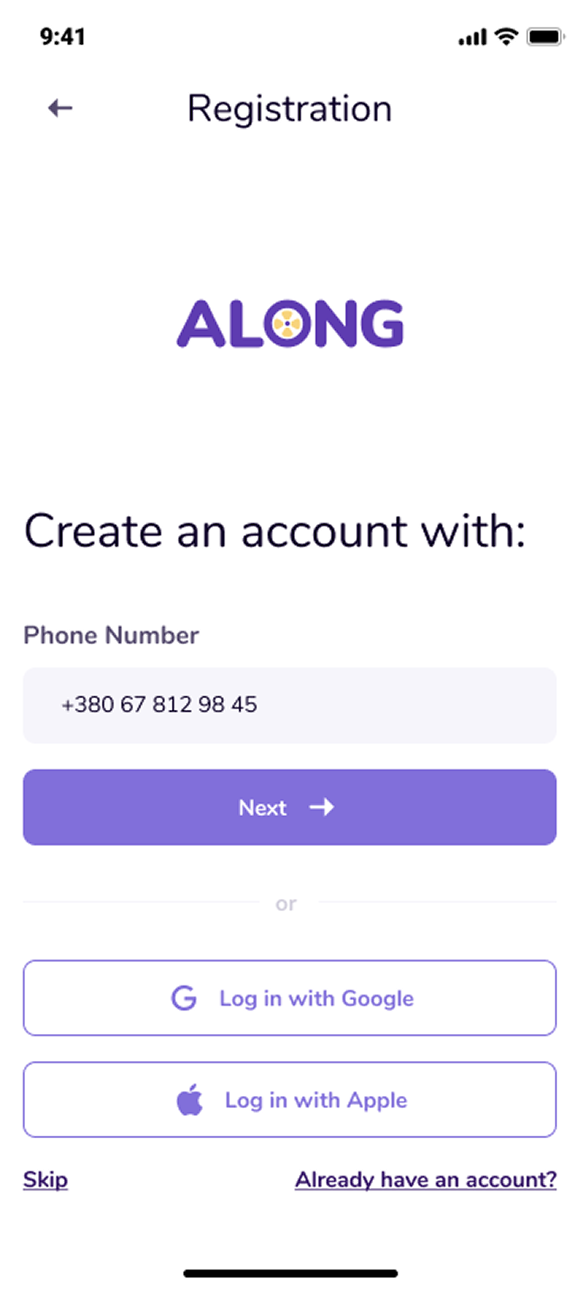 9:41
Registration
ALONG
Create an account with:
Phone Number
+380 67 812 98 45
Next
or
Log in with Google
Log in with Apple
Skip Already have an account?